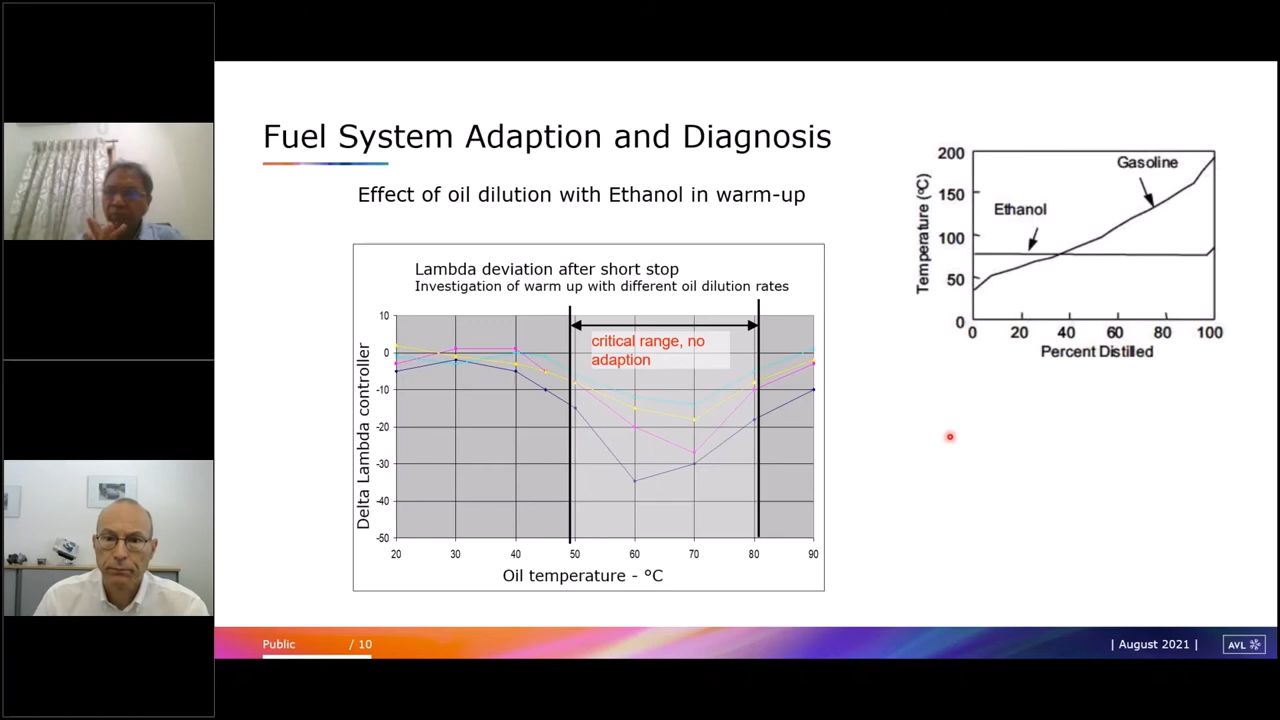 Fuel System Adaption and Diagnosis
Effect of oil dilution with Ethanol in warm-up
Lambda deviation after short stop
Investigation of warm up with different oil dilution rates
critical range, no
adaption
Delta Lambda controller
10
0
-10
-20
-30
-40
-50
20 30 40 50 60 70 80 90
Oil temperature - °C
Temperature (°C)
200
150
100
50
0
Gasoline
Ethanol
0 20 40 60 80 100
Percent Distilled
Public / 10
| August 2021 |
AVL